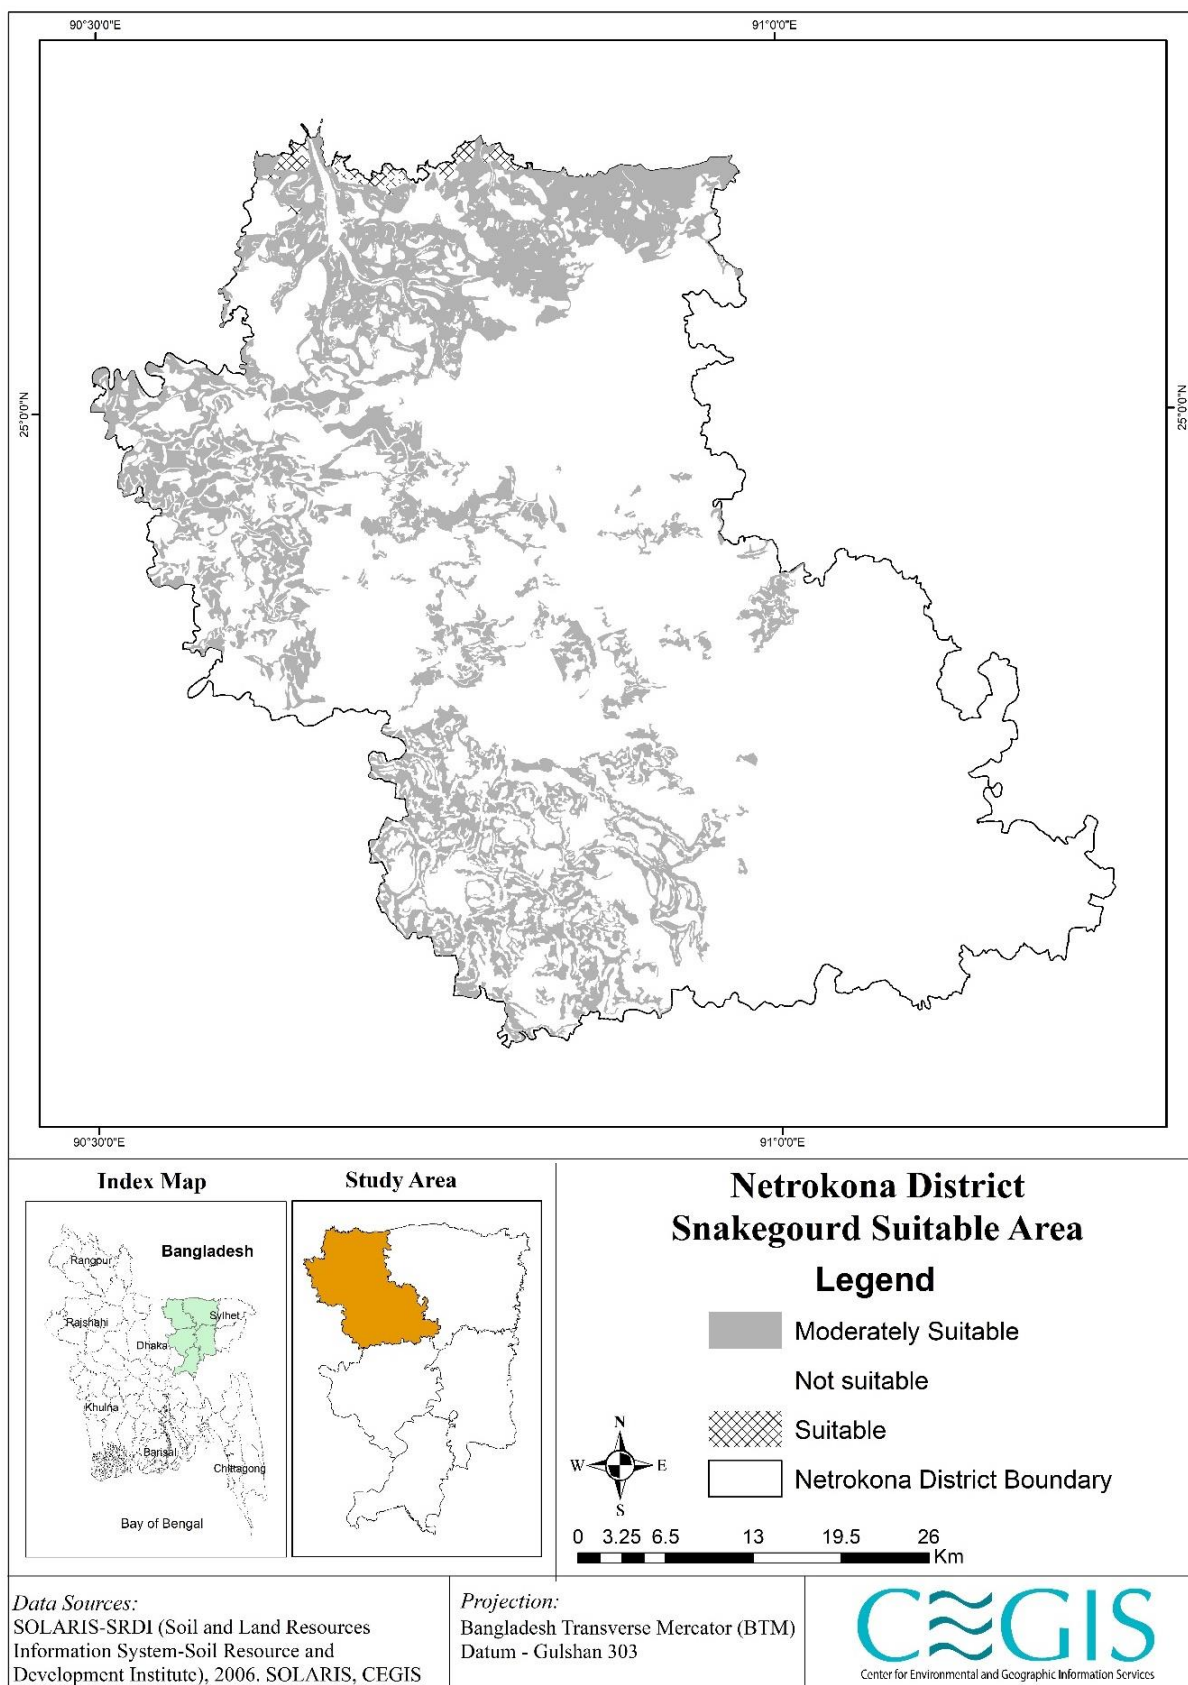 90°30'0"E
91°0'0"E
25°0'0"N
25°0'0"N
90°30'0"E
91°0'0"E
Index Map
Bangladesh
Rangpur
Rajshahi
Sylhet
Dhaka
Khulna
Barisal
Chittagong
Bay of Bengal
Study Area
Netrokona District
Snakegourd Suitable Area
Legend
Moderately Suitable
Not suitable
Suitable
Netrokona District Boundary
N
W
E
S
0 3.25 6.5 13 19.5 26
Km
Data Sources:
SOLARIS-SRDI (Soil and Land Resources
Information System-Soil Resource and
Development Institute), 2006. SOLARIS, CEGIS
Projection:
Bangladesh Transverse Mercator (BTM)
Datum - Gulshan 303
CEGIS
Center for Environmental and Geographic Information Services